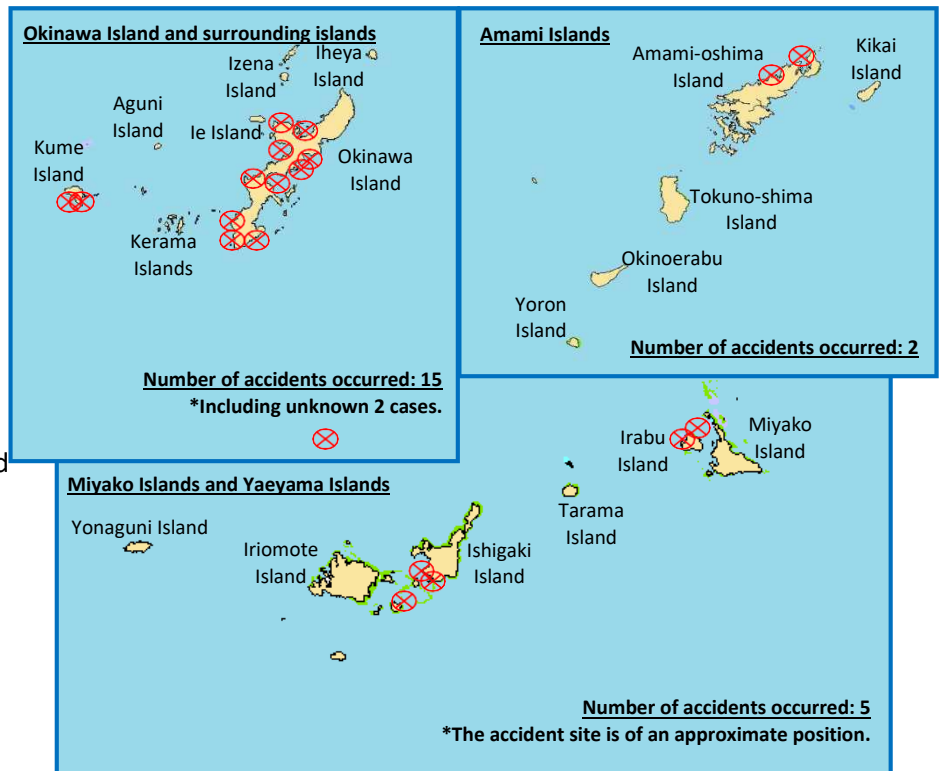 Okinawa Island and surrounding islands
Izena
Island
Iheya
Island
Aguni
Island
Ie Island
Kume
Island
Okinawa
Island
Kerama
Islands
Number of accidents occurred: 15
*Including unknown 2 cases.
Amami Islands
Amami-oshima
Island
Kikai
Island
Tokuno-shima
Island
Okinoerabu
Island
Yoron
Island
Number of accidents occurred: 2
d
Miyako Islands and Yaeyama Islands
Irabu
Island
Miyako
Island
Tarama
Island
Yonaguni Island
Iriomote
Island
Ishigaki
Island
Number of accidents occurred: 5
*The accident site is of an approximate position.